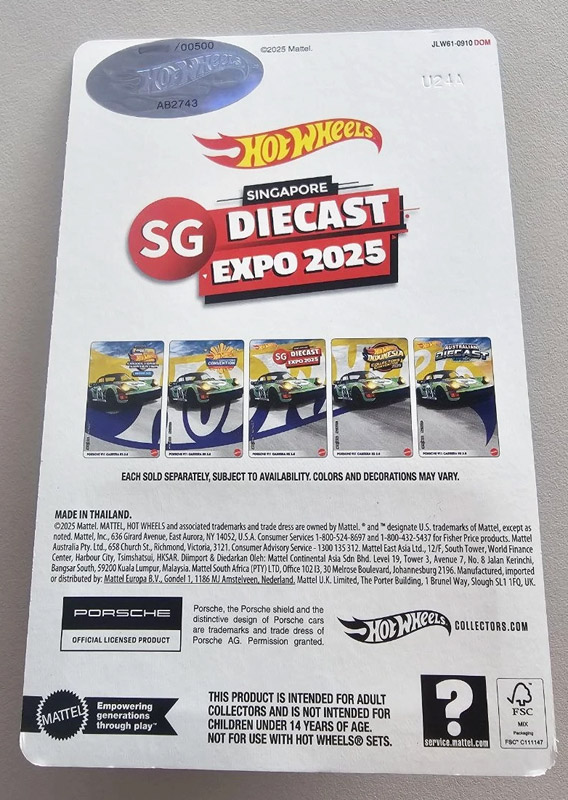 /00500
©2025 Mattel.
JLW61-0910 DOM
Hot Wheels
AB2743
U24A
HOT WHEELS
SINGAPORE
SG DIECAST
EXPO 2025
EACH SOLD SEPARATELY, SUBJECT TO AVAILABILITY. COLORS AND DECORATIONS MAY VARY.
MADE IN THAILAND.
©2025 Mattel. MATTEL, HOT WHEELS and associated trademarks and trade dress are owned by Mattel. ® and ™ designate U.S. trademarks of Mattel, except as
noted. Mattel, Inc., 636 Girard Avenue, East Aurora, NY 14052, U.S.A. Consumer Services 1-800-524-8697 and 1-800-432-5437 for Fisher Price products. Mattel
Australia Pty. Ltd., 658 Church St., Richmond, Victoria, 3121. Consumer Advisory Service - 1300 135 312. Mattel East Asia Ltd., 12/F, South Tower, World Finance
Center, Harbour City, Tsimshatsui, HKSAR. Diimport & Diedarkan Oleh: Mattel Continental Asia Sdn Bhd. Level 19, Tower 3, Avenue 7, No. 8 Jalan Kerinchi,
Bangsar South, 59200 Kuala Lumpur, Malaysia. Mattel South Africa (PTY) LTD, Office 102 I3, 30 Melrose Boulevard, Johannesburg 2196. Manufactured, imported
or distributed by: Mattel Europa B.V., Gondel 1, 1186 MJ Amstelveen, Nederland. Mattel U.K. Limited, The Porter Building, 1 Brunel Way, Slough SL1 1FQ, UK.
PORSCHE
OFFICIAL LICENSED PRODUCT
Porsche, the Porsche shield and the
distinctive design of Porsche cars
are trademarks and trade dress of
Porsche AG. Permission granted.
HOT WHEELS COLLECTORS.COM
MATTEL
Empowering
generations
through play™
THIS PRODUCT IS INTENDED FOR ADULT
COLLECTORS AND IS NOT INTENDED FOR
CHILDREN UNDER 14 YEARS OF AGE.
NOT FOR USE WITH HOT WHEELS® SETS.
?
service.mattel.com
FSC
MIX
Packaging
FSC™ C111147